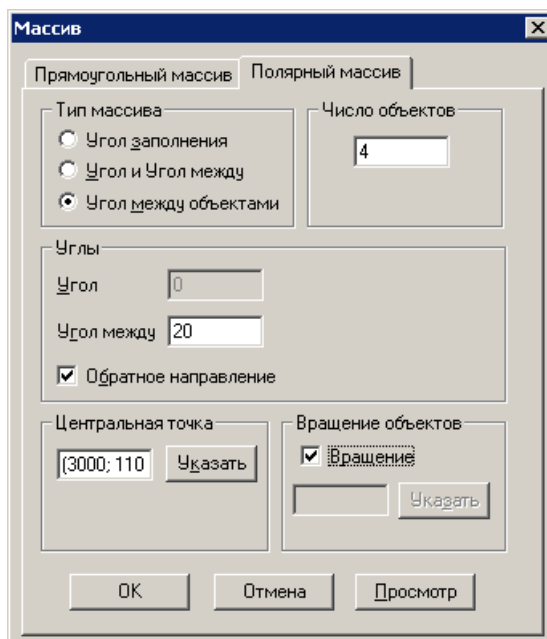 Массив
Прямоугольный массив Полярный массив
Тип массива
Угол заполнения
Угол и Угол между
Угол между объектами
Число объектов
4
Углы
Угол 0
Угол между 20
Обратное направление
Центральная точка
(3000; 110 Указать
Вращение объектов
Вращение
Указать
OK Отмена Просмотр